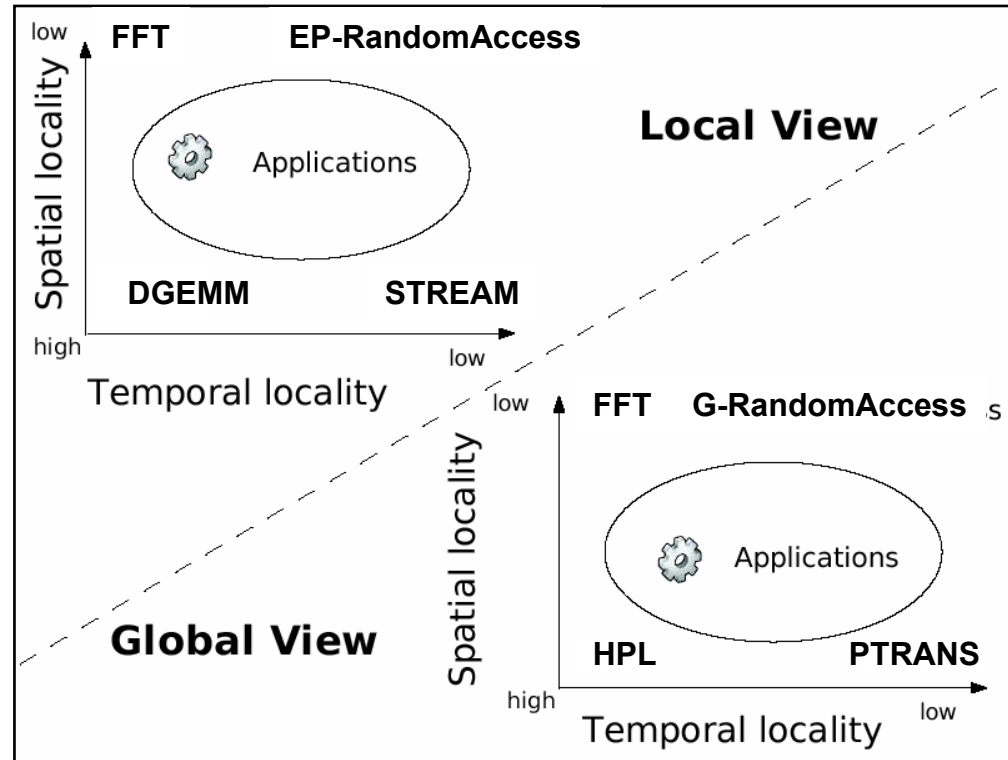 low
FFT EP-RandomAccess
Spatial locality
Local View
Applications
DGEMM STREAM
high
low
Temporal locality
low
FFT G-RandomAccess s
Spatial locality
Applications
Global View
HPL PTRANS
high
low
Temporal locality